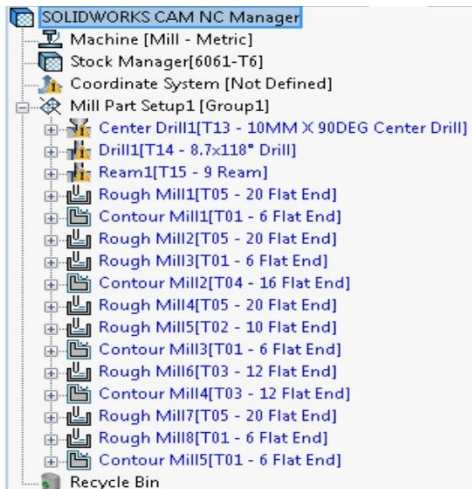 SOLIDWORKS CAM NC Manager
Machine [Mill - Metric]
Stock Manager[6061-T6]
Coordinate System [Not Defined]
Mill Part Setup1 [Group1]
Center Drill1[T13 - 10MM X 90DEG Center Drill]
Drill1[T14 - 8.7x118° Drill]
Ream1[T15 - 9 Ream]
Rough Mill1[T05 - 20 Flat End]
Contour Mill1[T01 - 6 Flat End]
Rough Mill2[T05 - 20 Flat End]
Rough Mill3[T01 - 6 Flat End]
Contour Mill2[T04 - 16 Flat End]
Rough Mill4[T05 - 20 Flat End]
Rough Mill5[T02 - 10 Flat End]
Contour Mill3[T01 - 6 Flat End]
Rough Mill6[T03 - 12 Flat End]
Contour Mill4[T03 - 12 Flat End]
Rough Mill7[T05 - 20 Flat End]
Rough Mill8[T01 - 6 Flat End]
Contour Mill5[T01 - 6 Flat End]
Recycle Bin